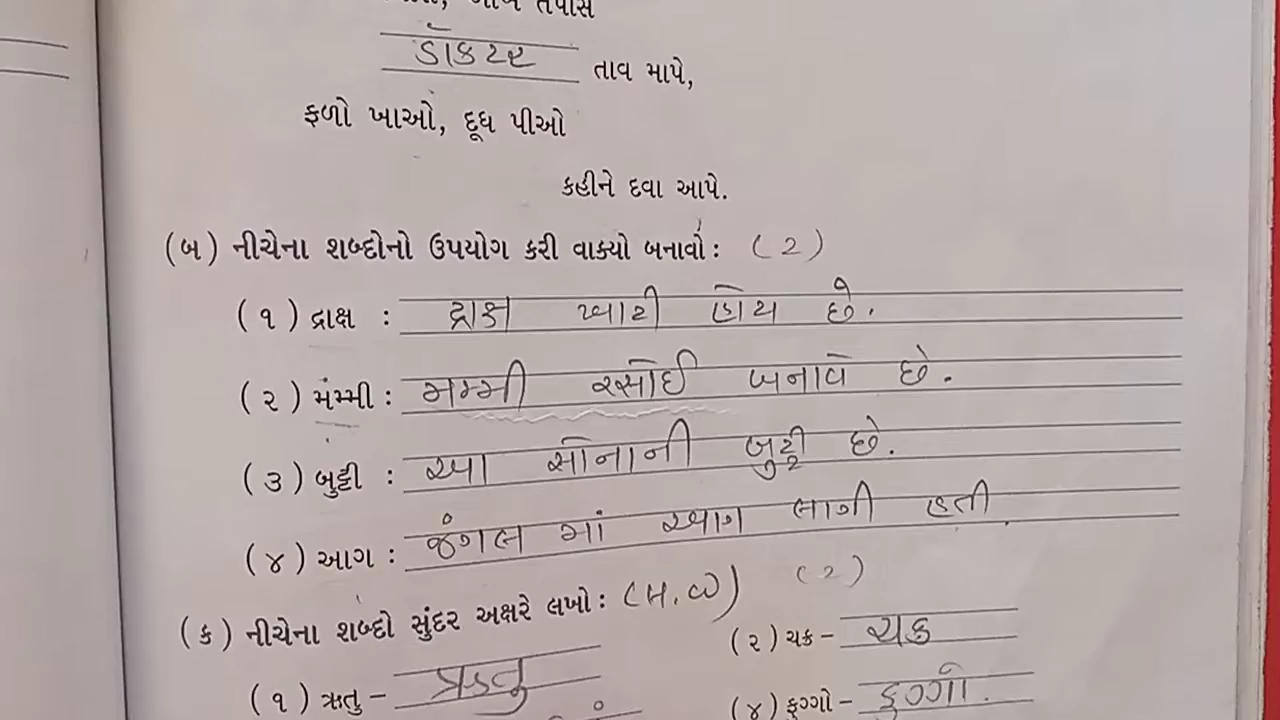 ડૉક્ટર તાવ માપે,
ફળો ખાઓ, દૂધ પીઓ
કહીને દવા આપે.
(બ) નીચેના શબ્દોનો ઉપયોગ કરી વાક્યો બનાવો: (2)
(૧) દ્રાક્ષ : દ્રાક્ષ ખાટી હોય છે.
(૨) મંમ્મી: મમ્મી રસોઈ બનાવે છે.
(૩) બુટ્ટી : આ સોનાની બુટ્ટી છે.
(૪) આગ : જંગલ માં આગ લાગી હતી.
(ક) નીચેના શબ્દો સુંદર અક્ષરે લખો: (H.W) (2)
(૧) ઋતુ – ઋતુ (૨) ચક્ર – ચક્ર
(૪) ફુગ્ગો – ફુગ્ગો.